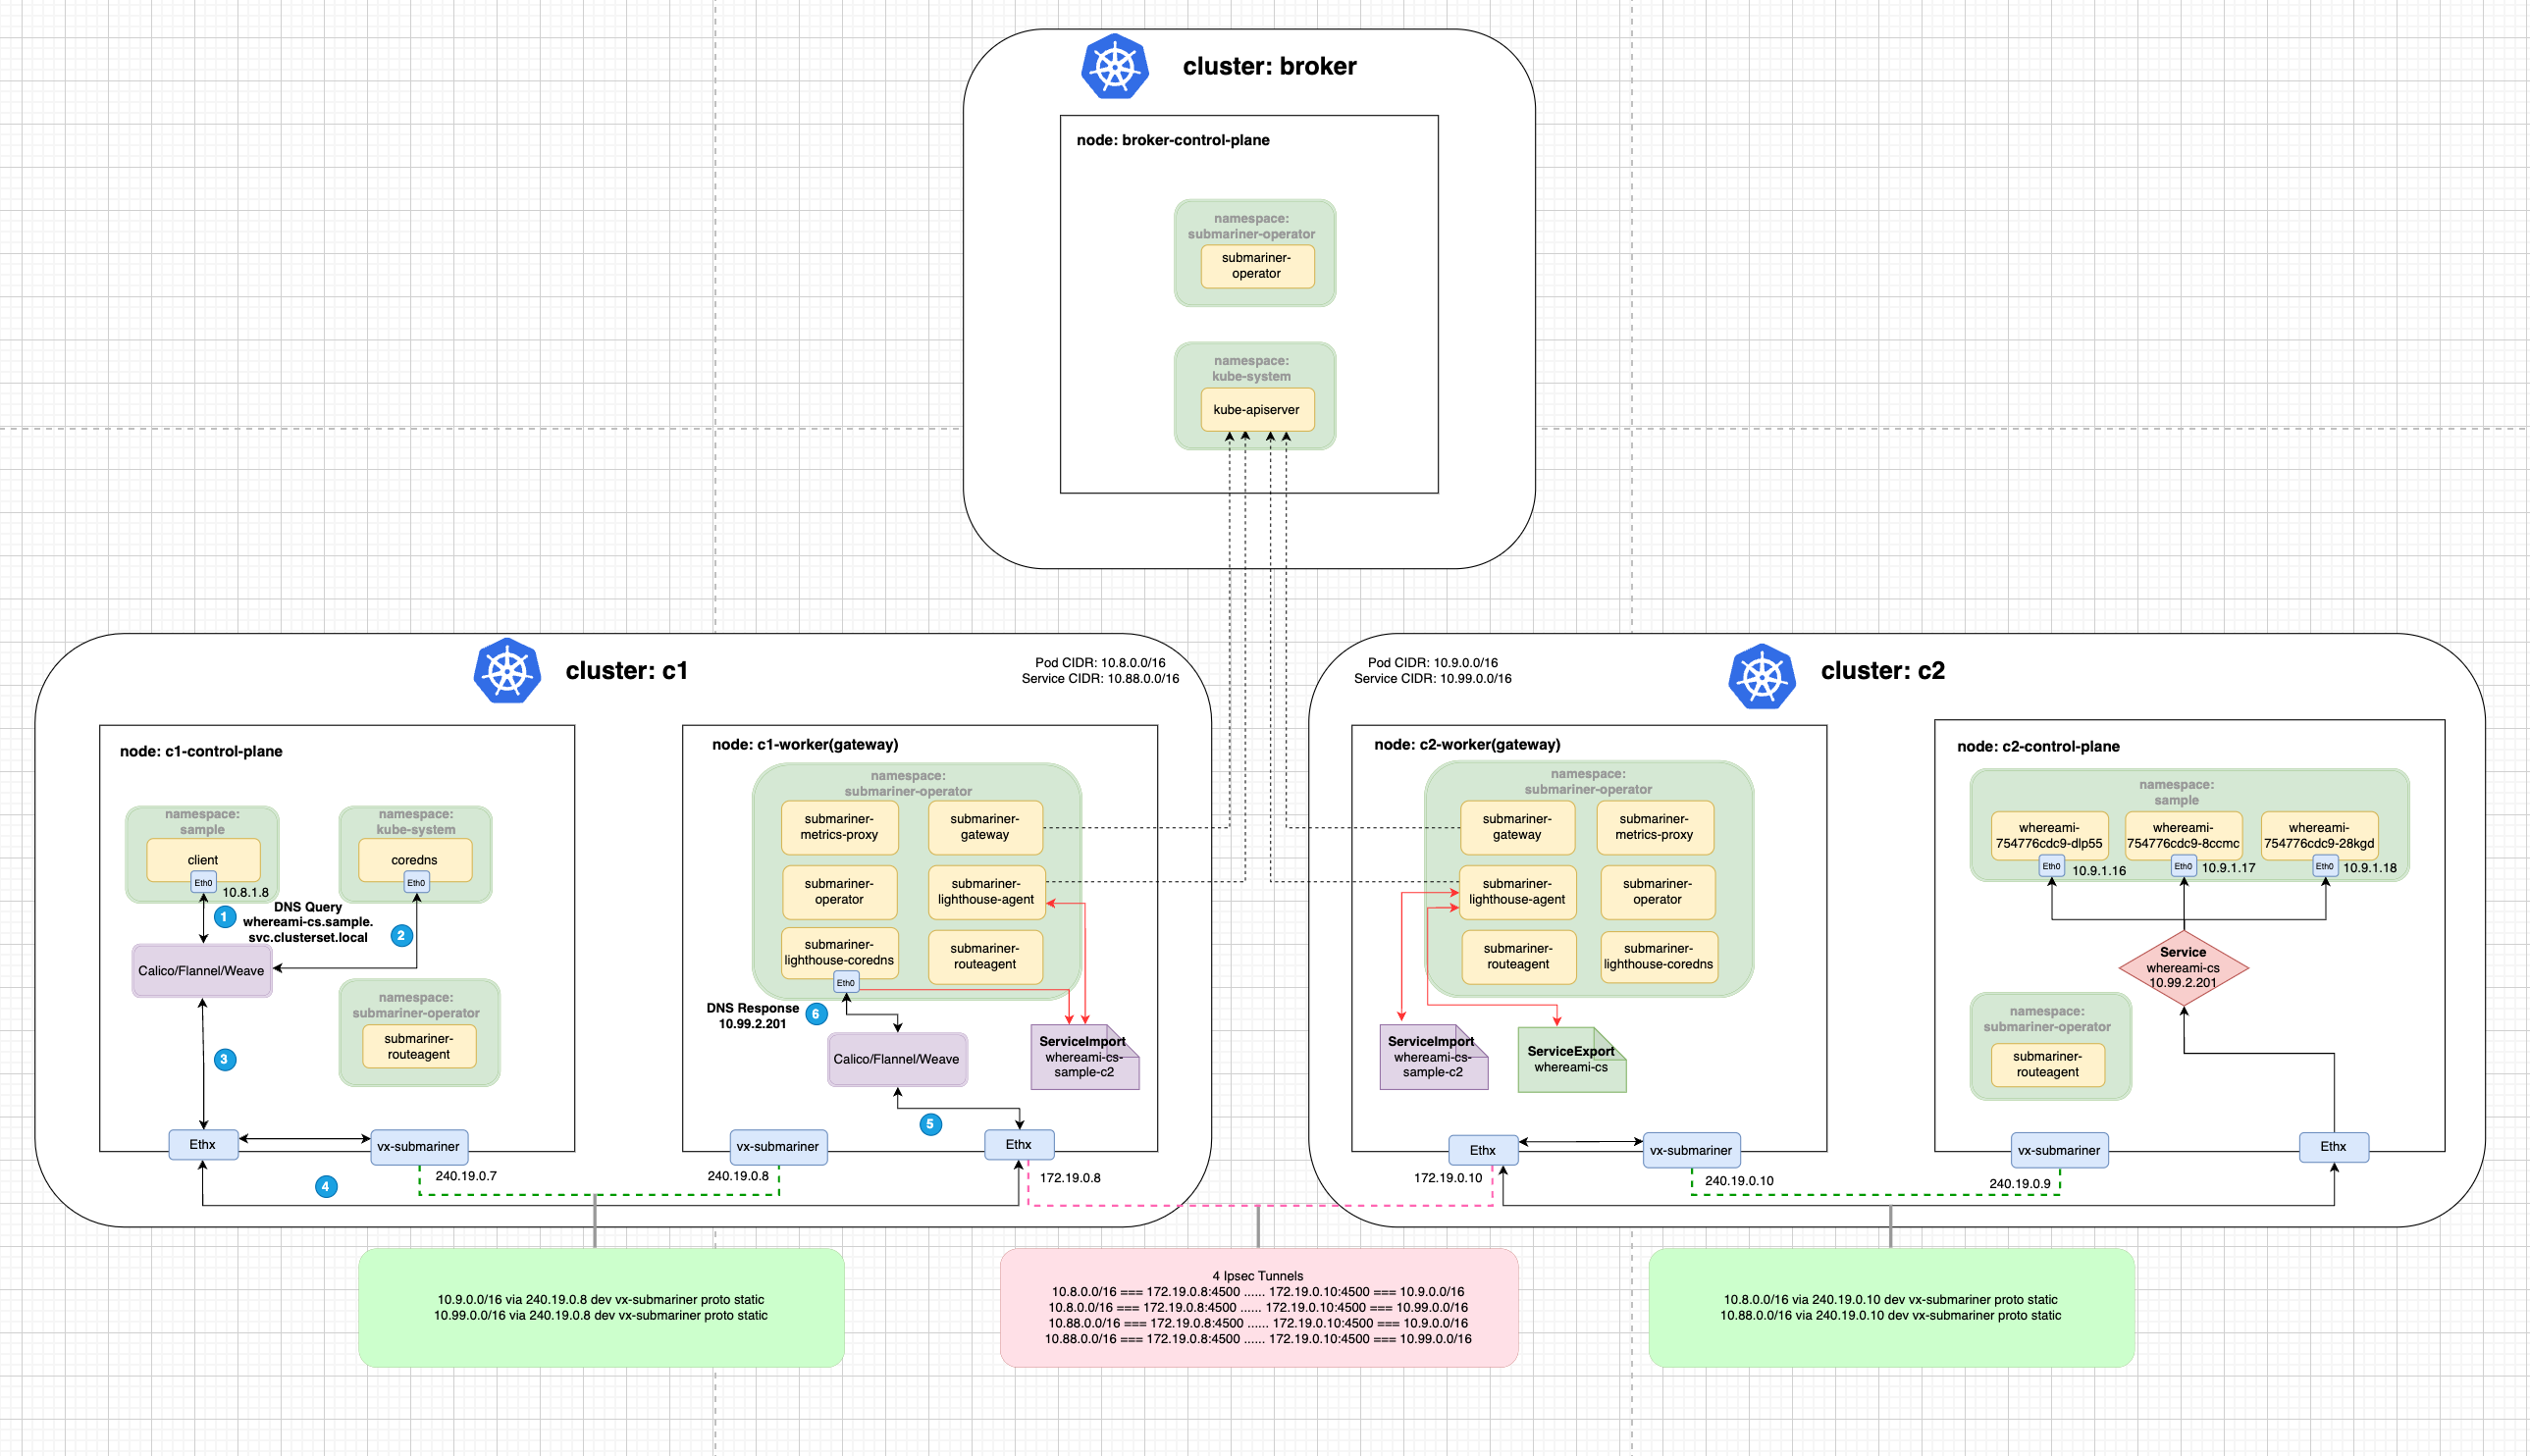 cluster: broker
node: broker-control-plane
namespace:
submariner-operator
submariner-
operator
namespace:
kube-system
kube-apiserver
cluster: c1
Pod CIDR: 10.8.0.0/16
Service CIDR: 10.88.0.0/16
node: c1-control-plane
namespace:
sample
client
Eth0
10.8.1.8
namespace:
kube-system
coredns
Eth0
1
DNS Query
whereami-cs.sample.
svc.clusterset.local
2
Calico/Flannel/Weave
namespace:
submariner-operator
submariner-
routeagent
3
Ethx
vx-submariner
240.19.0.7
4
node: c1-worker(gateway)
namespace:
submariner-operator
submariner-
metrics-proxy
submariner-
gateway
submariner-
operator
submariner-
lighthouse-agent
submariner-
lighthouse-coredns
Eth0
submariner-
routeagent
DNS Response
10.99.2.201
6
Calico/Flannel/Weave
ServiceImport
whereami-cs-
sample-c2
5
vx-submariner
240.19.0.8
Ethx
172.19.0.8
cluster: c2
Pod CIDR: 10.9.0.0/16
Service CIDR: 10.99.0.0/16
node: c2-worker(gateway)
namespace:
submariner-operator
submariner-
gateway
submariner-
metrics-proxy
submariner-
lighthouse-agent
submariner-
operator
submariner-
routeagent
submariner-
lighthouse-coredns
ServiceImport
whereami-cs-
sample-c2
ServiceExport
whereami-cs
Ethx
172.19.0.10
vx-submariner
240.19.0.10
node: c2-control-plane
namespace:
sample
whereami-
754776cdc9-dlp55
Eth0
10.9.1.16
whereami-
754776cdc9-8ccmc
Eth0
10.9.1.17
whereami-
754776cdc9-28kgd
Eth0
10.9.1.18
Service
whereami-cs
10.99.2.201
namespace:
submariner-operator
submariner-
routeagent
vx-submariner
240.19.0.9
Ethx
10.9.0.0/16 via 240.19.0.8 dev vx-submariner proto static
10.99.0.0/16 via 240.19.0.8 dev vx-submariner proto static
4 Ipsec Tunnels
10.8.0.0/16 === 172.19.0.8:4500 ...... 172.19.0.10:4500 === 10.9.0.0/16
10.8.0.0/16 === 172.19.0.8:4500 ...... 172.19.0.10:4500 === 10.99.0.0/16
10.88.0.0/16 === 172.19.0.8:4500 ...... 172.19.0.10:4500 === 10.9.0.0/16
10.88.0.0/16 === 172.19.0.8:4500 ...... 172.19.0.10:4500 === 10.99.0.0/16
10.8.0.0/16 via 240.19.0.10 dev vx-submariner proto static
10.88.0.0/16 via 240.19.0.10 dev vx-submariner proto static